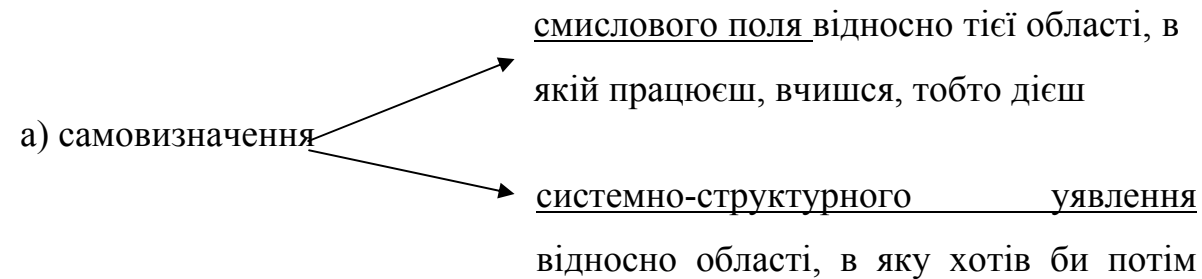 смислового поля відносно тієї області, в
якій працюєш, вчишся, тобто дієш
а) самовизначення
системно-структурного уявлення
відносно області, в яку хотів би потім